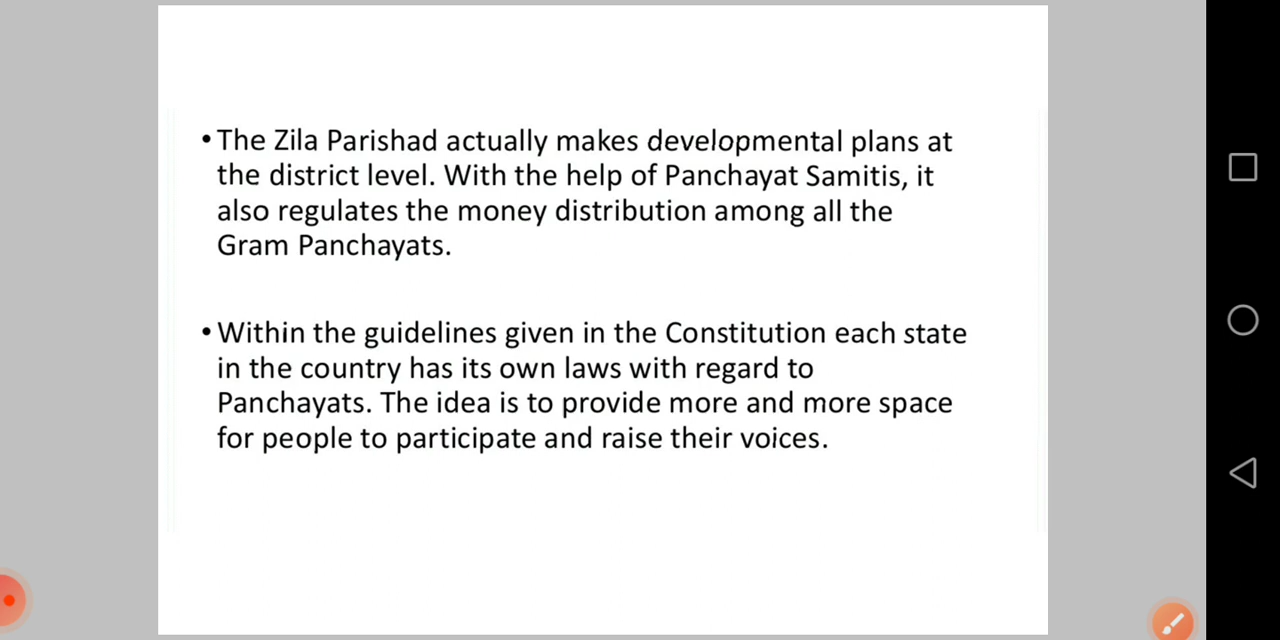 • The Zila Parishad actually makes developmental plans at
the district level. With the help of Panchayat Samitis, it
also regulates the money distribution among all the
Gram Panchayats.
• Within the guidelines given in the Constitution each state
in the country has its own laws with regard to
Panchayats. The idea is to provide more and more space
for people to participate and raise their voices.